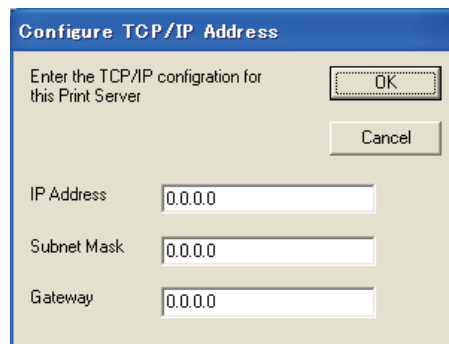 Configure TCP/IP Address
Enter the TCP/IP configration for
this Print Server
OK
Cancel
IP Address 0.0.0.0
Subnet Mask 0.0.0.0
Gateway 0.0.0.0